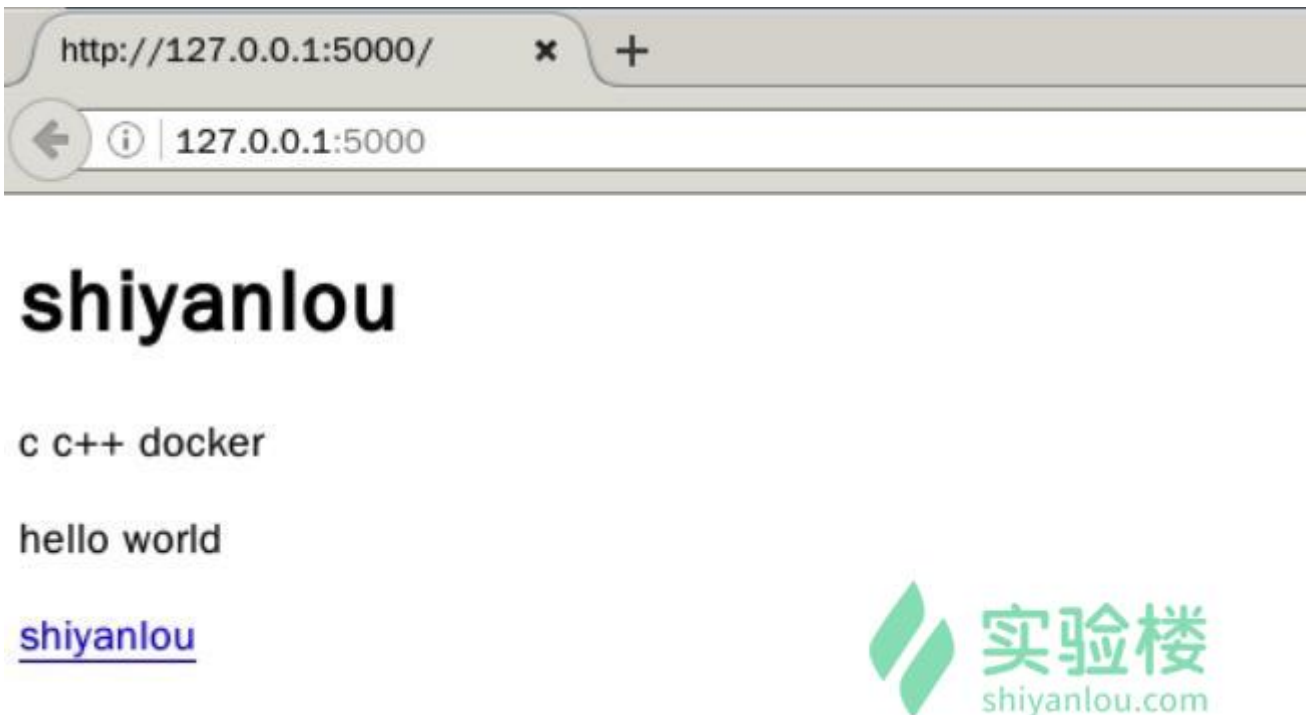 http://127.0.0.1:5000/
127.0.0.1:5000
shiyanlou
c c++ docker
hello world
shiyanlou
实验楼
shiyanlou.com